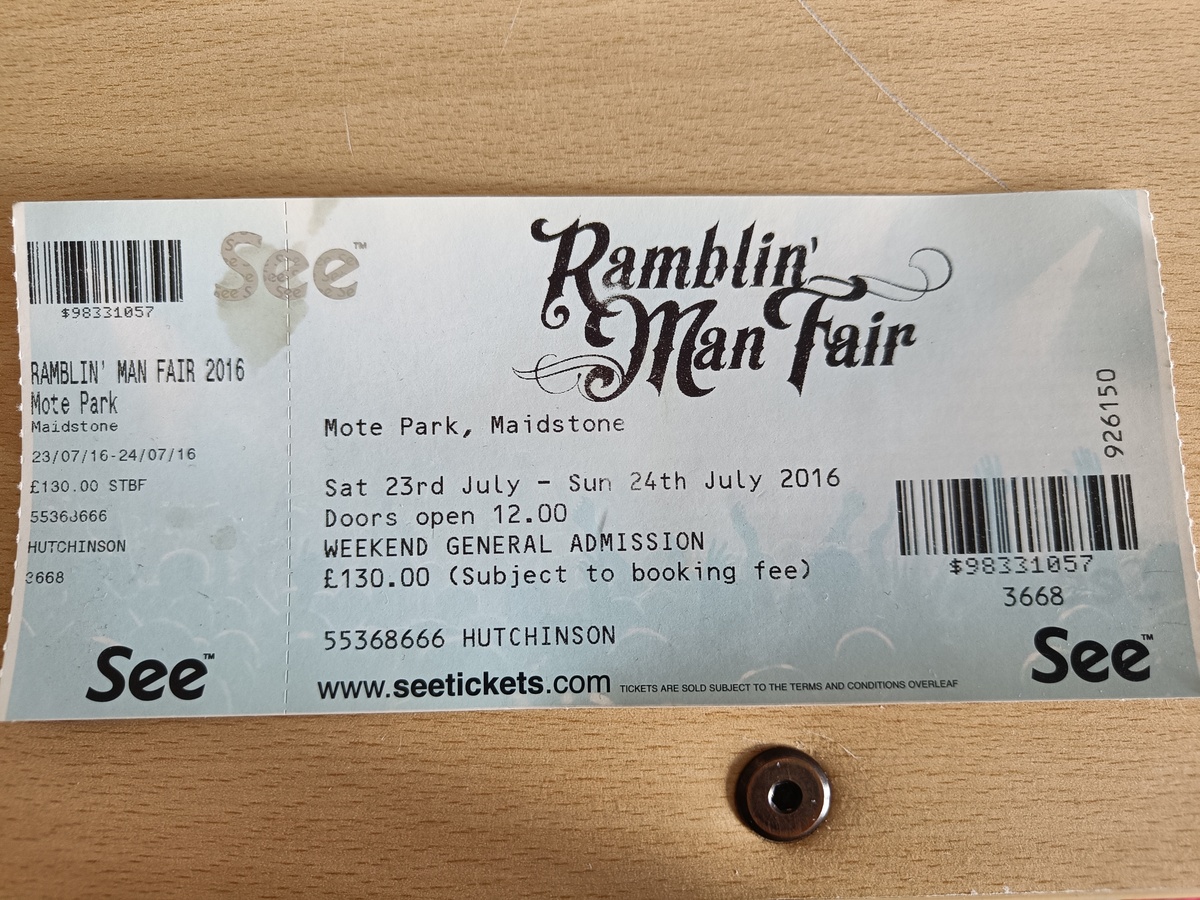 $98331057
See™
RAMBLIN' MAN FAIR 2016
Mote Park
Maidstone
23/07/16-24/07/16
£130.00 STBF
55368666
HUTCHINSON
3668
See™
Ramblin'
Man Fair
Mote Park, Maidstone
Sat 23rd July - Sun 24th July 2016
Doors open 12.00
WEEKEND GENERAL ADMISSION
£130.00 (Subject to booking fee)
55368666 HUTCHINSON
www.seetickets.com TICKETS ARE SOLD SUBJECT TO THE TERMS AND CONDITIONS OVERLEAF
926150
$98331057
3668
See™